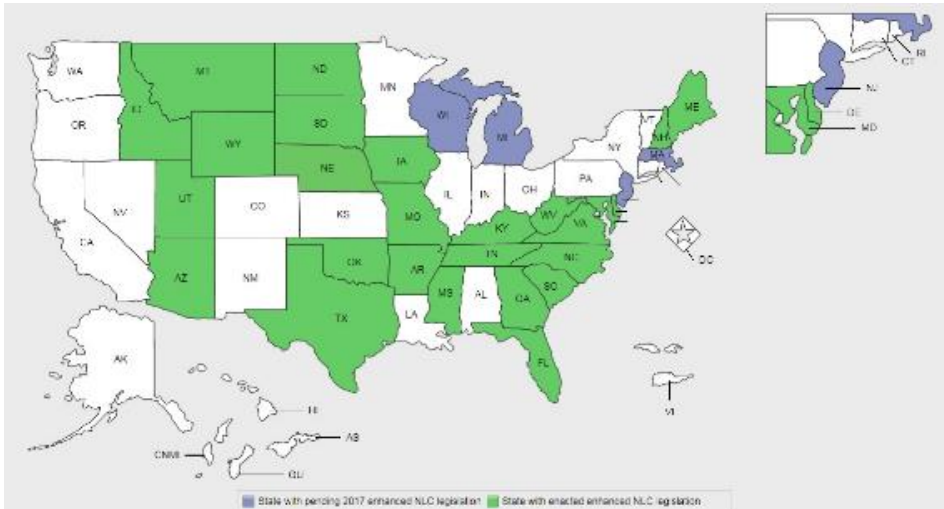 WA
MT
ND
MN
ME
OR
ID
SD
WI
MI
VT
NH
NY
MA
WY
IA
NE
PA
NV
UT
CO
IL
IN
OH
KS
MO
WV
VA
KY
CA
AZ
NM
OK
AR
TN
NC
SC
MS
AL
GA
TX
LA
FL
AK
HI
AS
CNMI
GU
VI
DC
RI
CT
NJ
DE
MD
State with pending 2017 enhanced NLC legislation
State with enacted enhanced NLC legislation